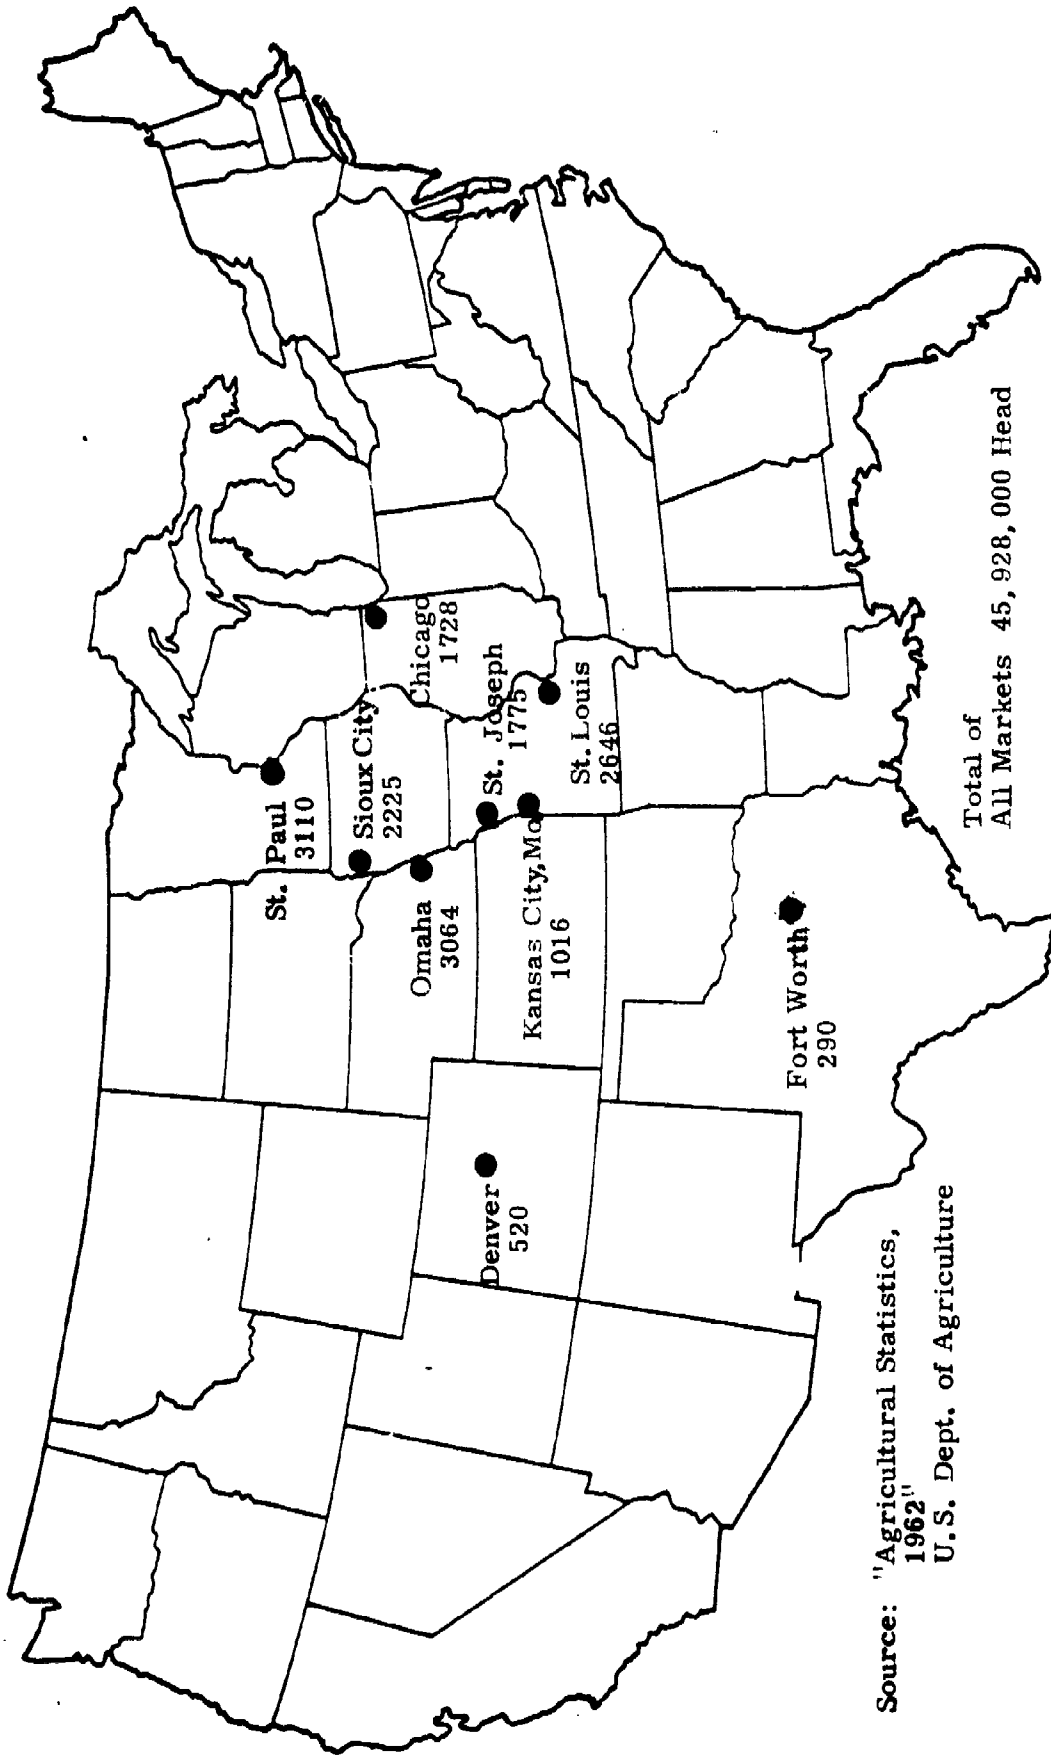 St. Paul
3110
Sioux City
2225
Omaha
3064
Chicago
1728
St. Joseph
1775
Kansas City, Mo
1016
St. Louis
2646
Denver
520
Fort Worth
290
Total of
All Markets 45,928,000 Head
Source: "Agricultural Statistics,
1962"
U.S. Dept. of Agriculture